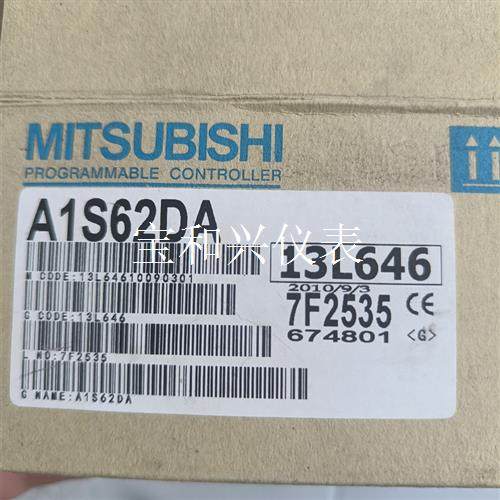 MITSUBISHI
PROGRAMMABLE CONTROLLER
A1S62DA
宝和兴仪表
13L646
M CODE:13L64610090301
2010/9/3
G CODE:13L646
7F2535 CE
674801 <G>
L NO:7F2535
G NAME:A1S62DA